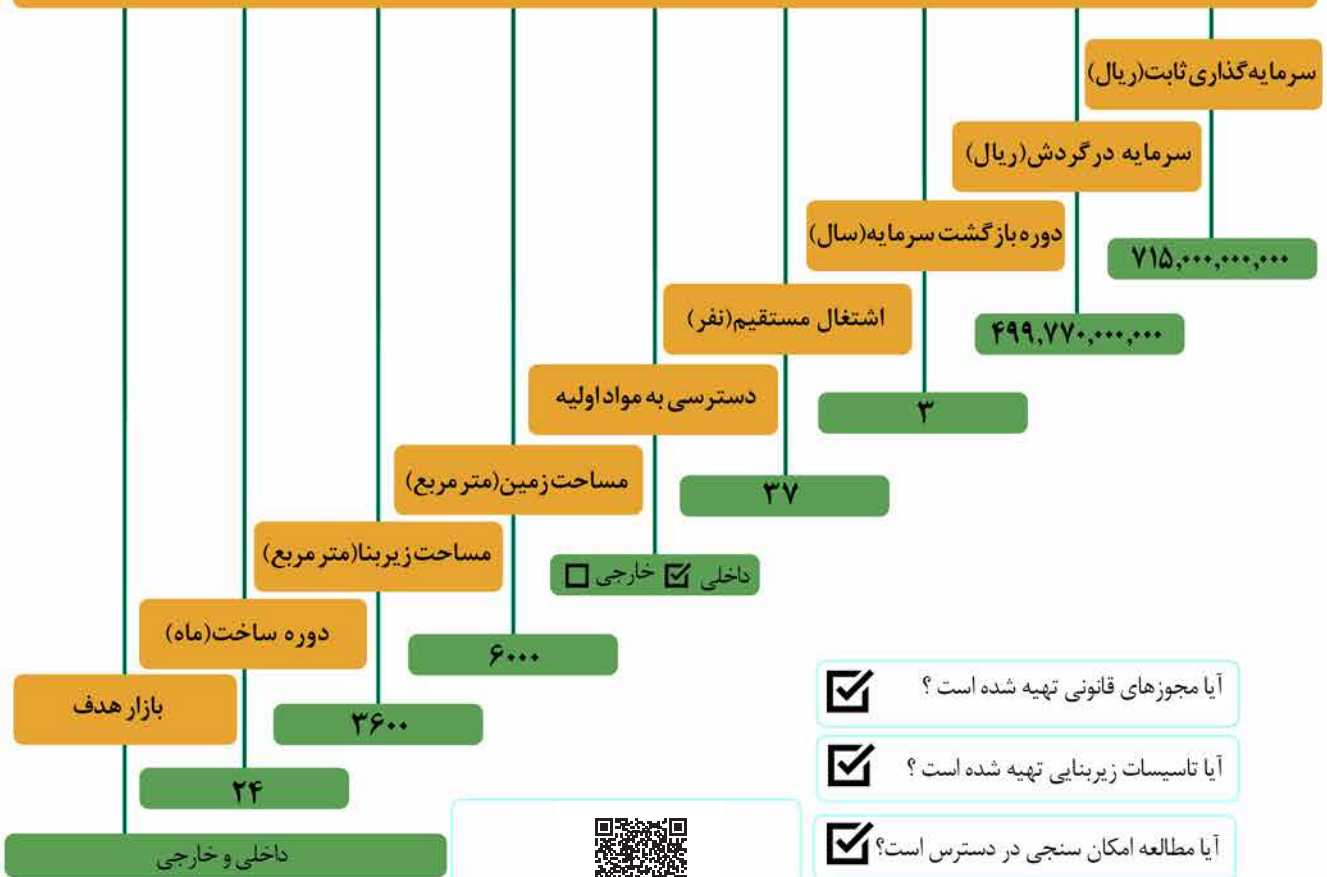 سرمایه‌گذاری ثابت(ریال)
۷۱۵,۰۰۰,۰۰۰,۰۰۰
سرمایه در گردش(ریال)
۴۹۹,۷۷۰,۰۰۰,۰۰۰
دوره بازگشت سرمایه(سال)
۳
اشتغال مستقیم(نفر)
۳۷
دسترسی به مواد اولیه
داخلی ☑ خارجی ☐
مساحت زمین(متر مربع)
۶۰۰۰
مساحت زیربنا(متر مربع)
۳۶۰۰
دوره ساخت(ماه)
۲۴
بازار هدف
داخلی و خارجی
آیا مجوزهای قانونی تهیه شده است ؟ ☑
آیا تاسیسات زیربنایی تهیه شده است ؟ ☑
آیا مطالعه امکان سنجی در دسترس است؟ ☑